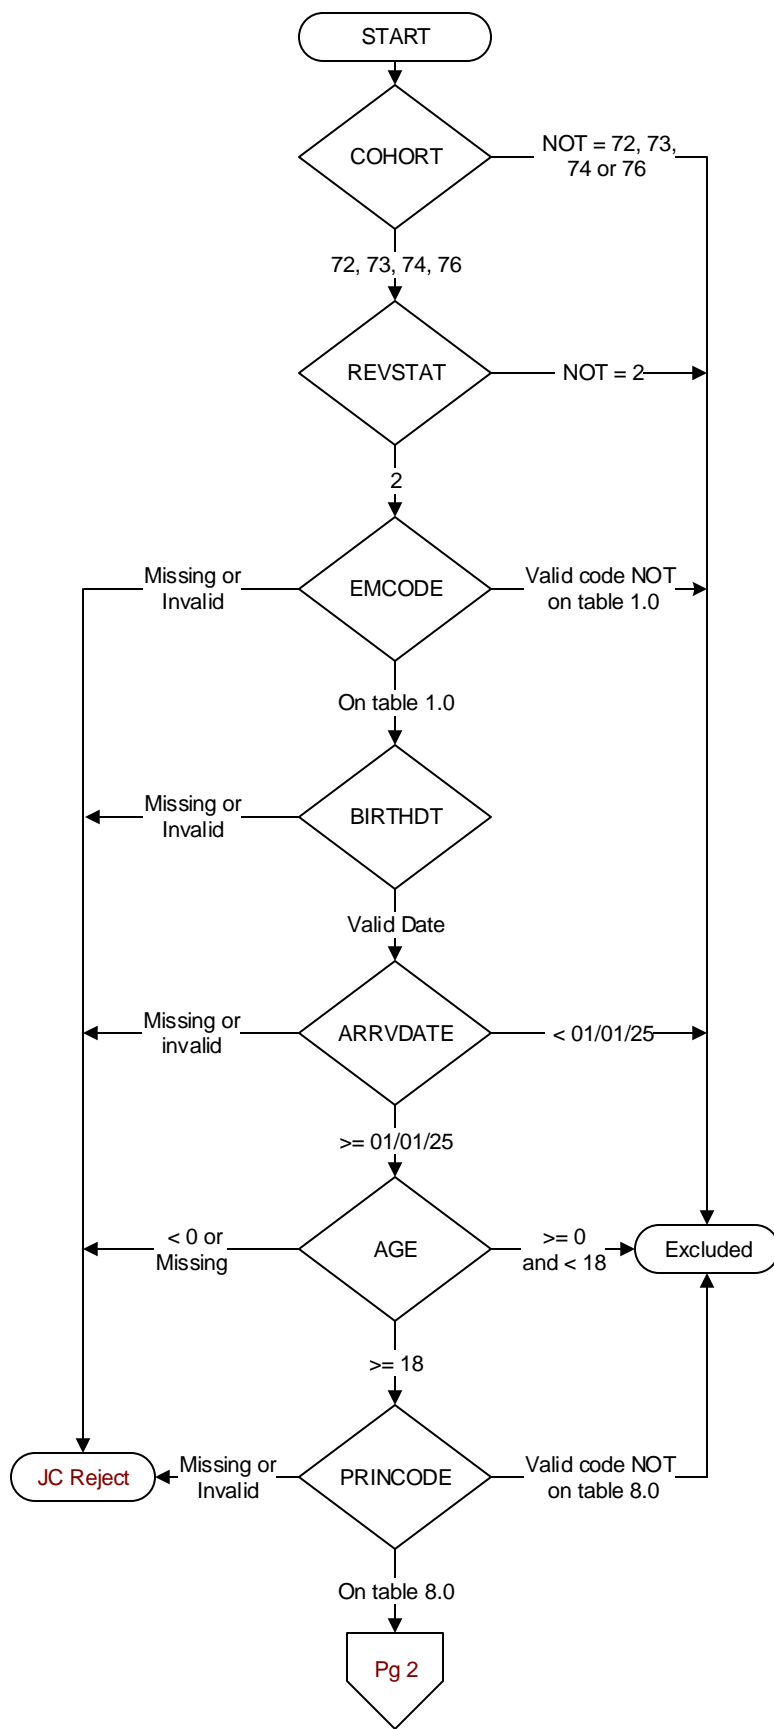 START
COHORT
NOT = 72, 73,
74 or 76
72, 73, 74, 76
REVSTAT
NOT = 2
2
Missing or
Invalid
EMCODE
Valid code NOT
on table 1.0
On table 1.0
Missing or
Invalid
BIRTHDT
Valid Date
Missing or
invalid
ARRVDATE
< 01/01/25
>= 01/01/25
< 0 or
Missing
AGE
>= 0
and < 18
Excluded
>= 18
JC Reject
Missing or
Invalid
PRINCODE
Valid code NOT
on table 8.0
On table 8.0
Pg 2